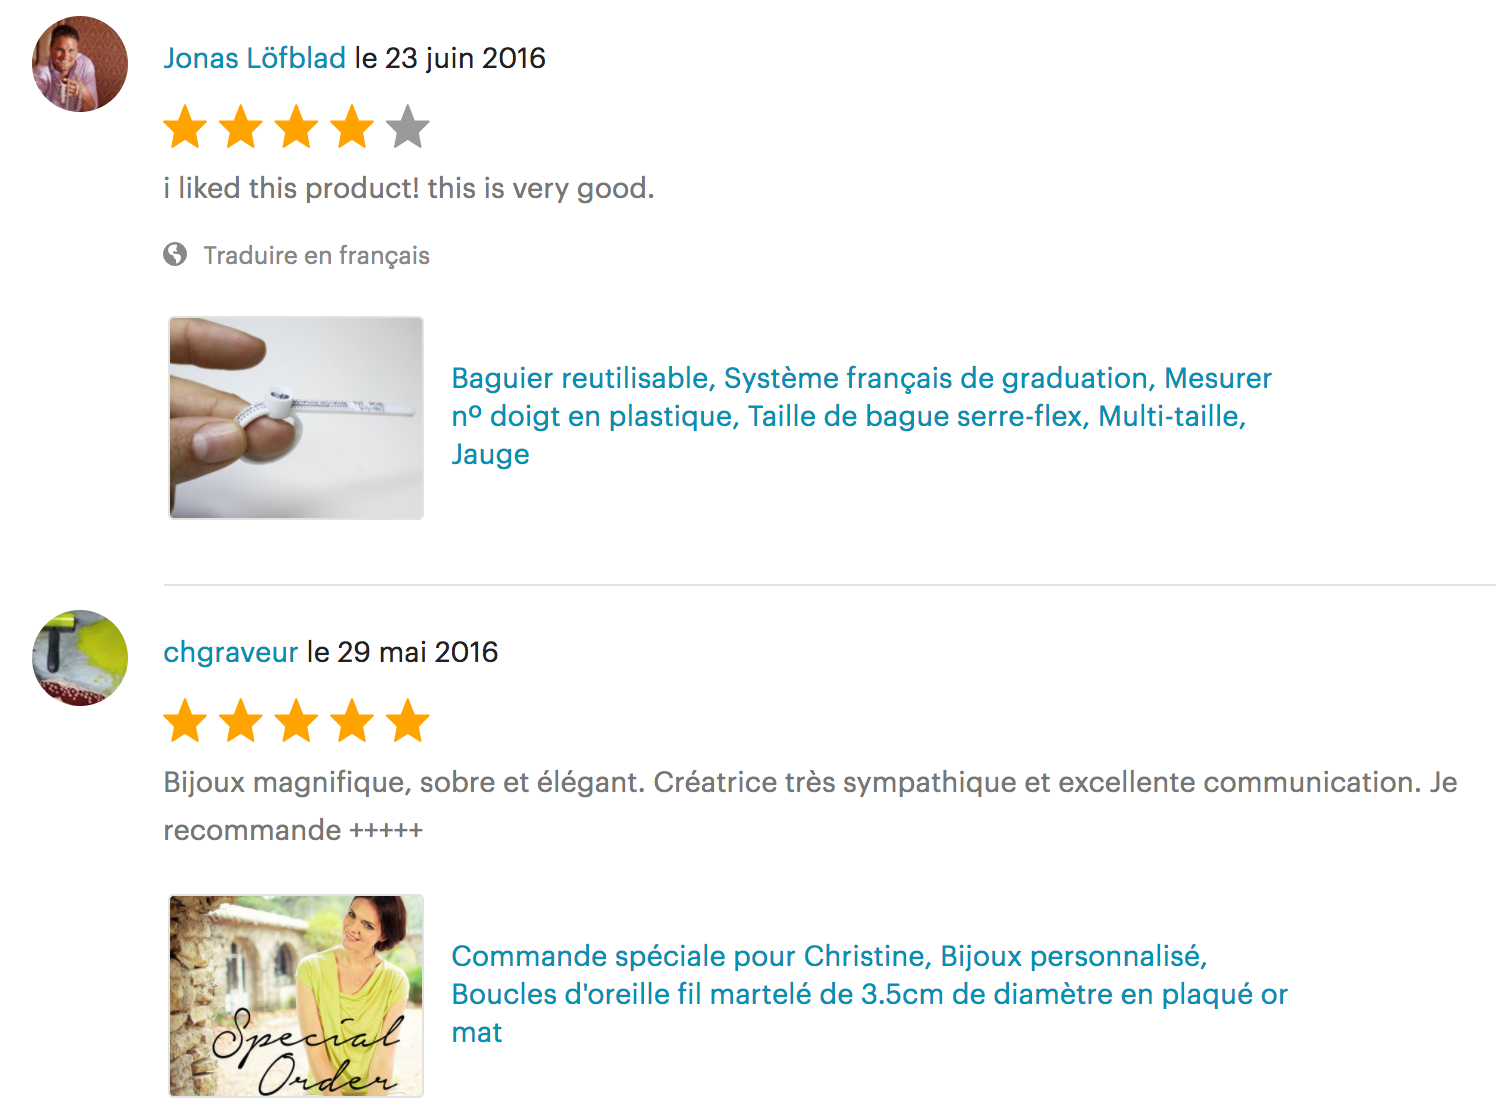 Jonas Löfblad le 23 juin 2016
i liked this product! this is very good.
Traduire en français
Baguier reutilisable, Système français de graduation, Mesurer
nº doigt en plastique, Taille de bague serre-flex, Multi-taille,
Jauge
chgraveur le 29 mai 2016
Bijoux magnifique, sobre et élégant. Créatrice très sympathique et excellente communication. Je
recommande +++++
Commande spéciale pour Christine, Bijoux personnalisé,
Boucles d'oreille fil martelé de 3.5cm de diamètre en plaqué or
mat
Special
Order